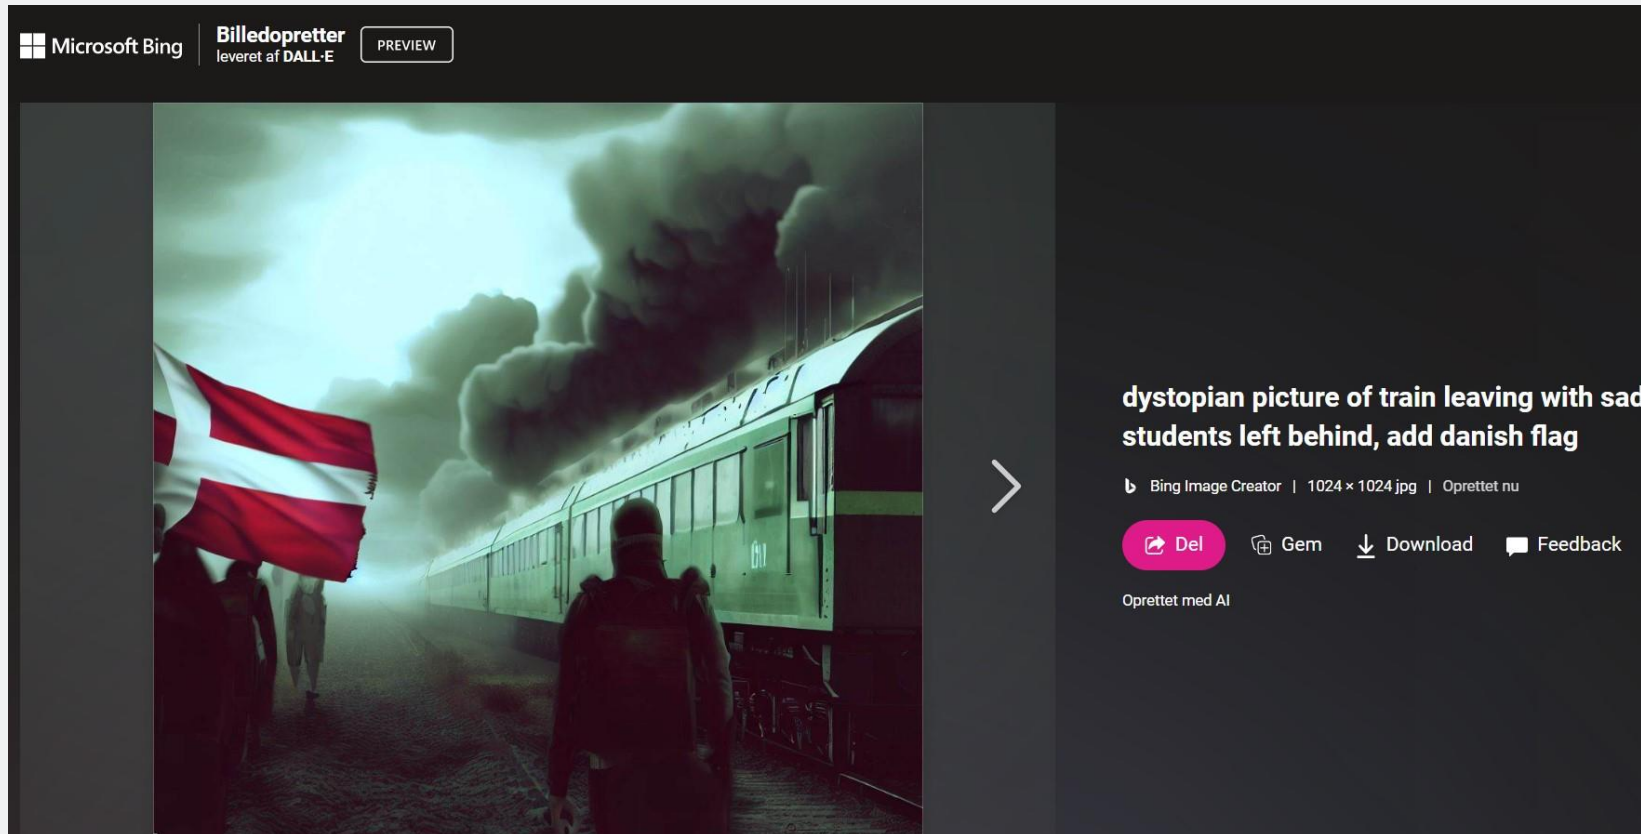 Microsoft Bing
Billedopretter
leveret af DALL·E
PREVIEW
dystopian picture of train leaving with sad
students left behind, add danish flag
Bing Image Creator | 1024 × 1024 jpg | Oprettet nu
Del Gem Download Feedback
Oprettet med AI